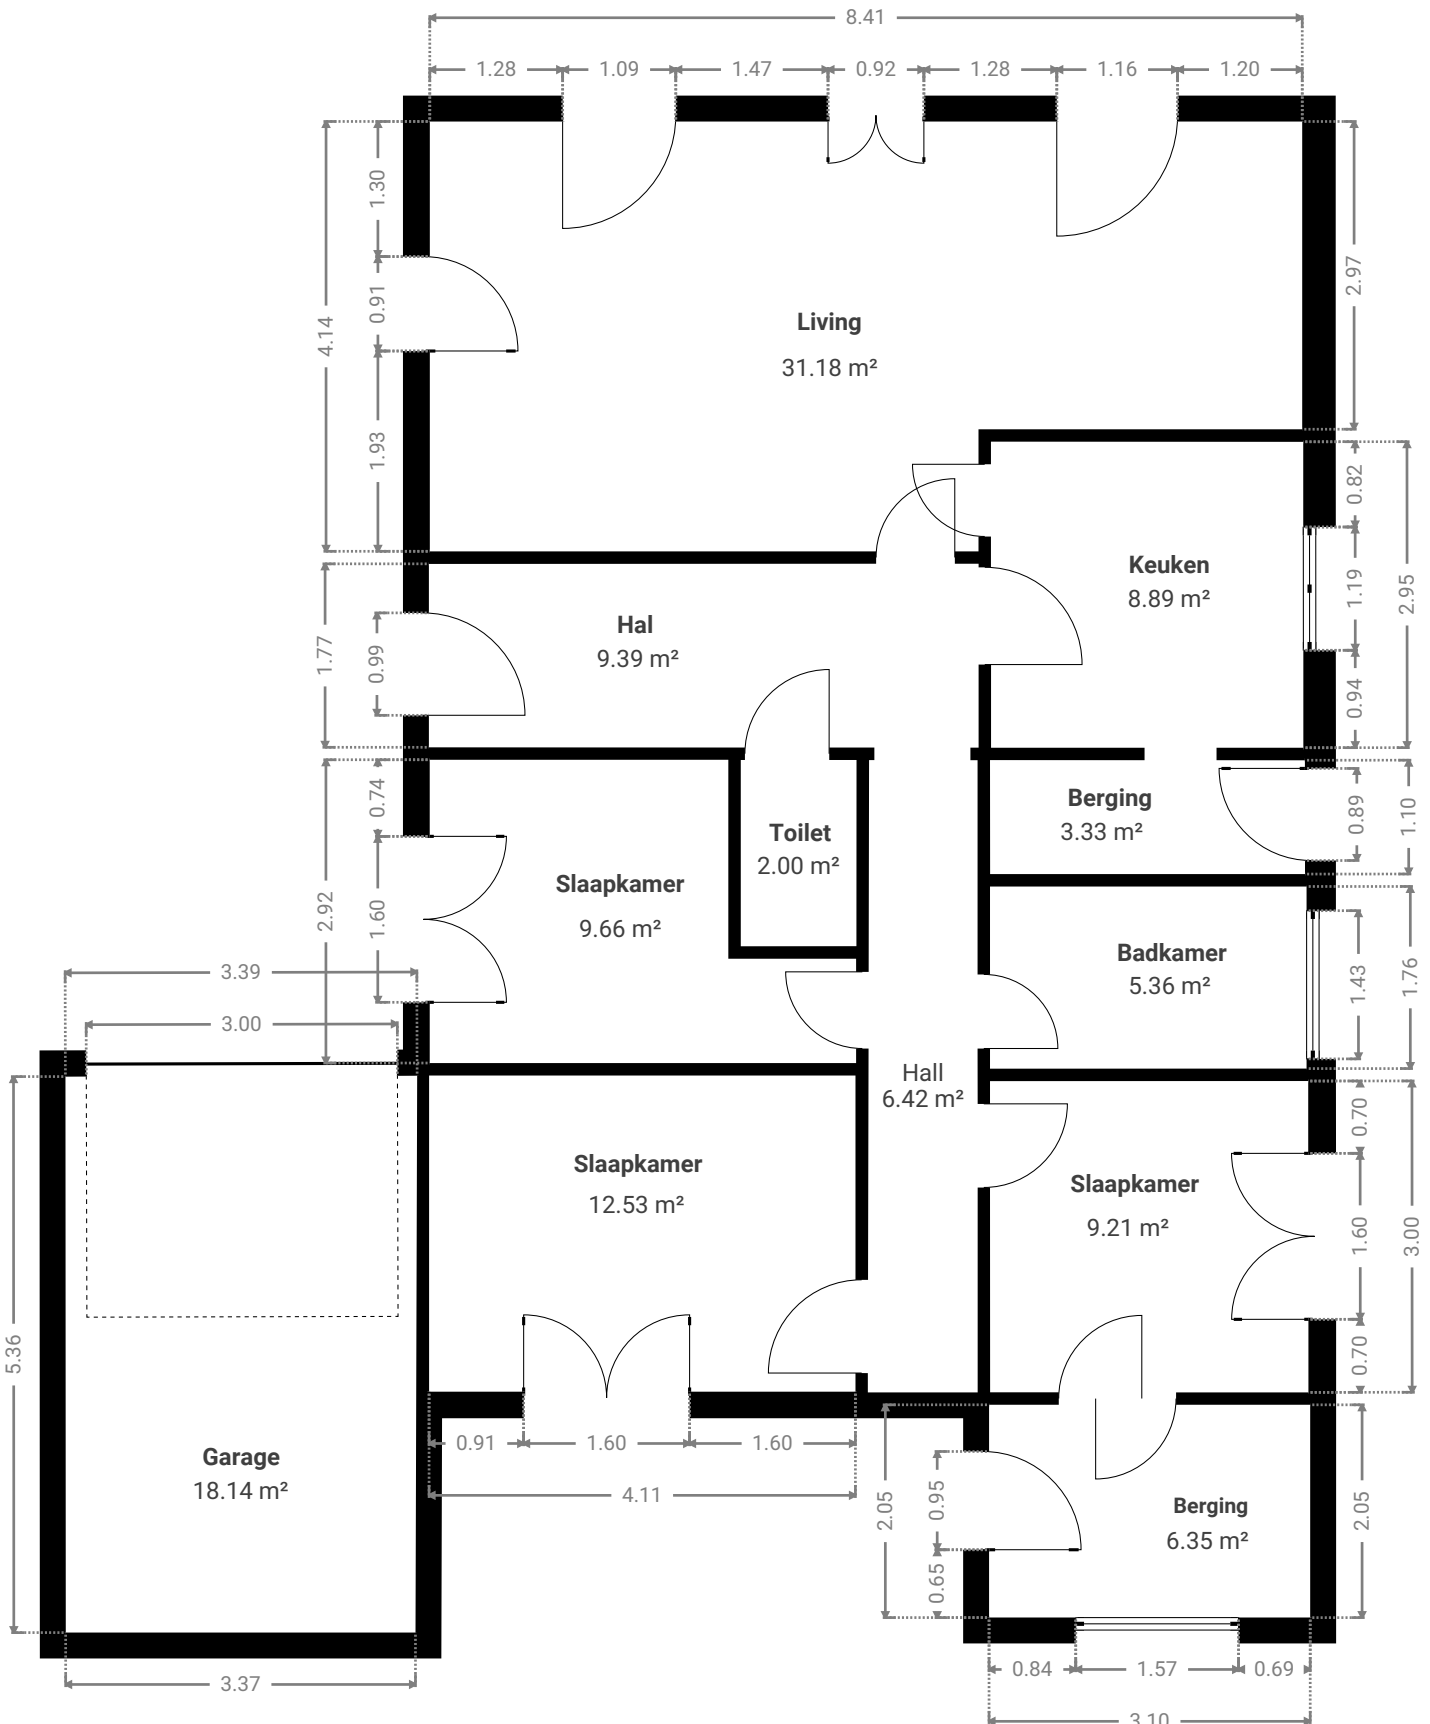 8.41
1.28 1.09 1.47 0.92 1.28 1.16 1.20
1.30
0.91
1.93
4.14
2.97
Living
31.18 m²
0.82
1.19
0.94
2.95
Keuken
8.89 m²
Hal
9.39 m²
0.99
1.77
0.74
1.60
2.92
Berging
3.33 m²
0.89
1.10
Toilet
2.00 m²
Slaapkamer
9.66 m²
Badkamer
5.36 m²
1.43
1.76
3.39
3.00
Hall
6.42 m²
Slaapkamer
12.53 m²
Slaapkamer
9.21 m²
0.70
1.60
0.70
3.00
5.36
Garage
18.14 m²
0.91 1.60 1.60
4.11
2.05
0.95
0.65
Berging
6.35 m²
2.05
3.37
0.84 1.57 0.69
3.10